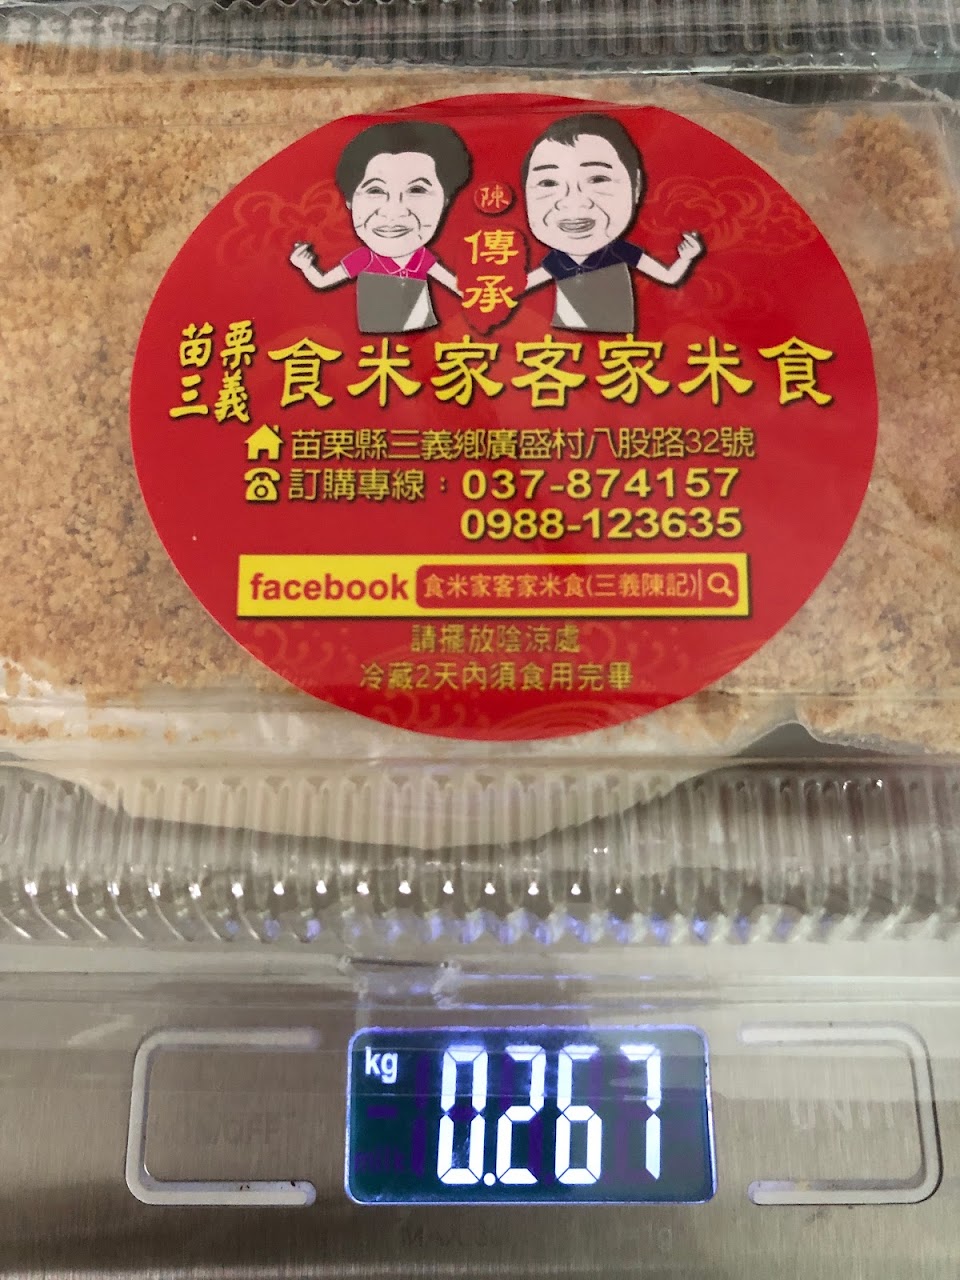 陳
傳承
苗栗三義
食米家客家米食
苗栗縣三義鄉廣盛村八股路32號
訂購專線：037-874157
0988-123635
facebook 食米家客家米食(三義陳記)
請擺放陰涼處
冷藏2天內須食用完畢
kg 0.267
UNIT